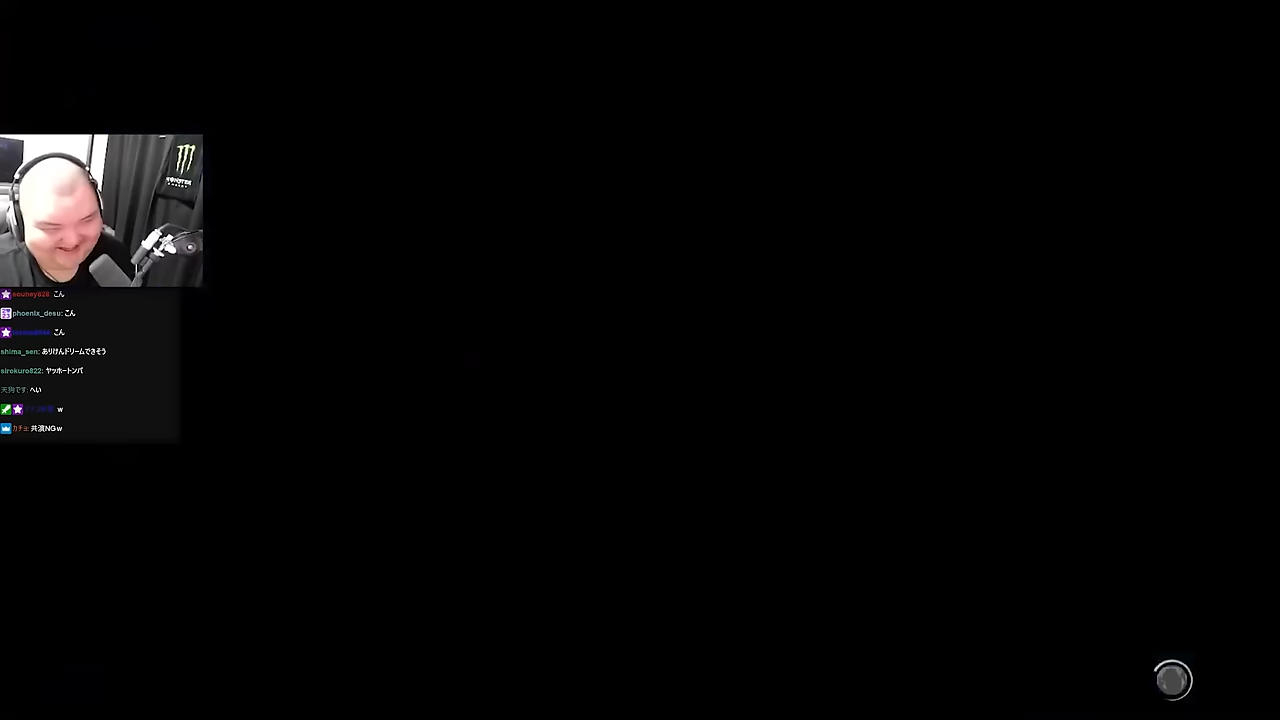 MONSTER
souney828 こん
phoenix_desu: こん
こん
shima_sen: ありけんドリームできそう
sirokuro822: ヤッホートンパ
天狗です: へい
w
カチェ: 共演NGw